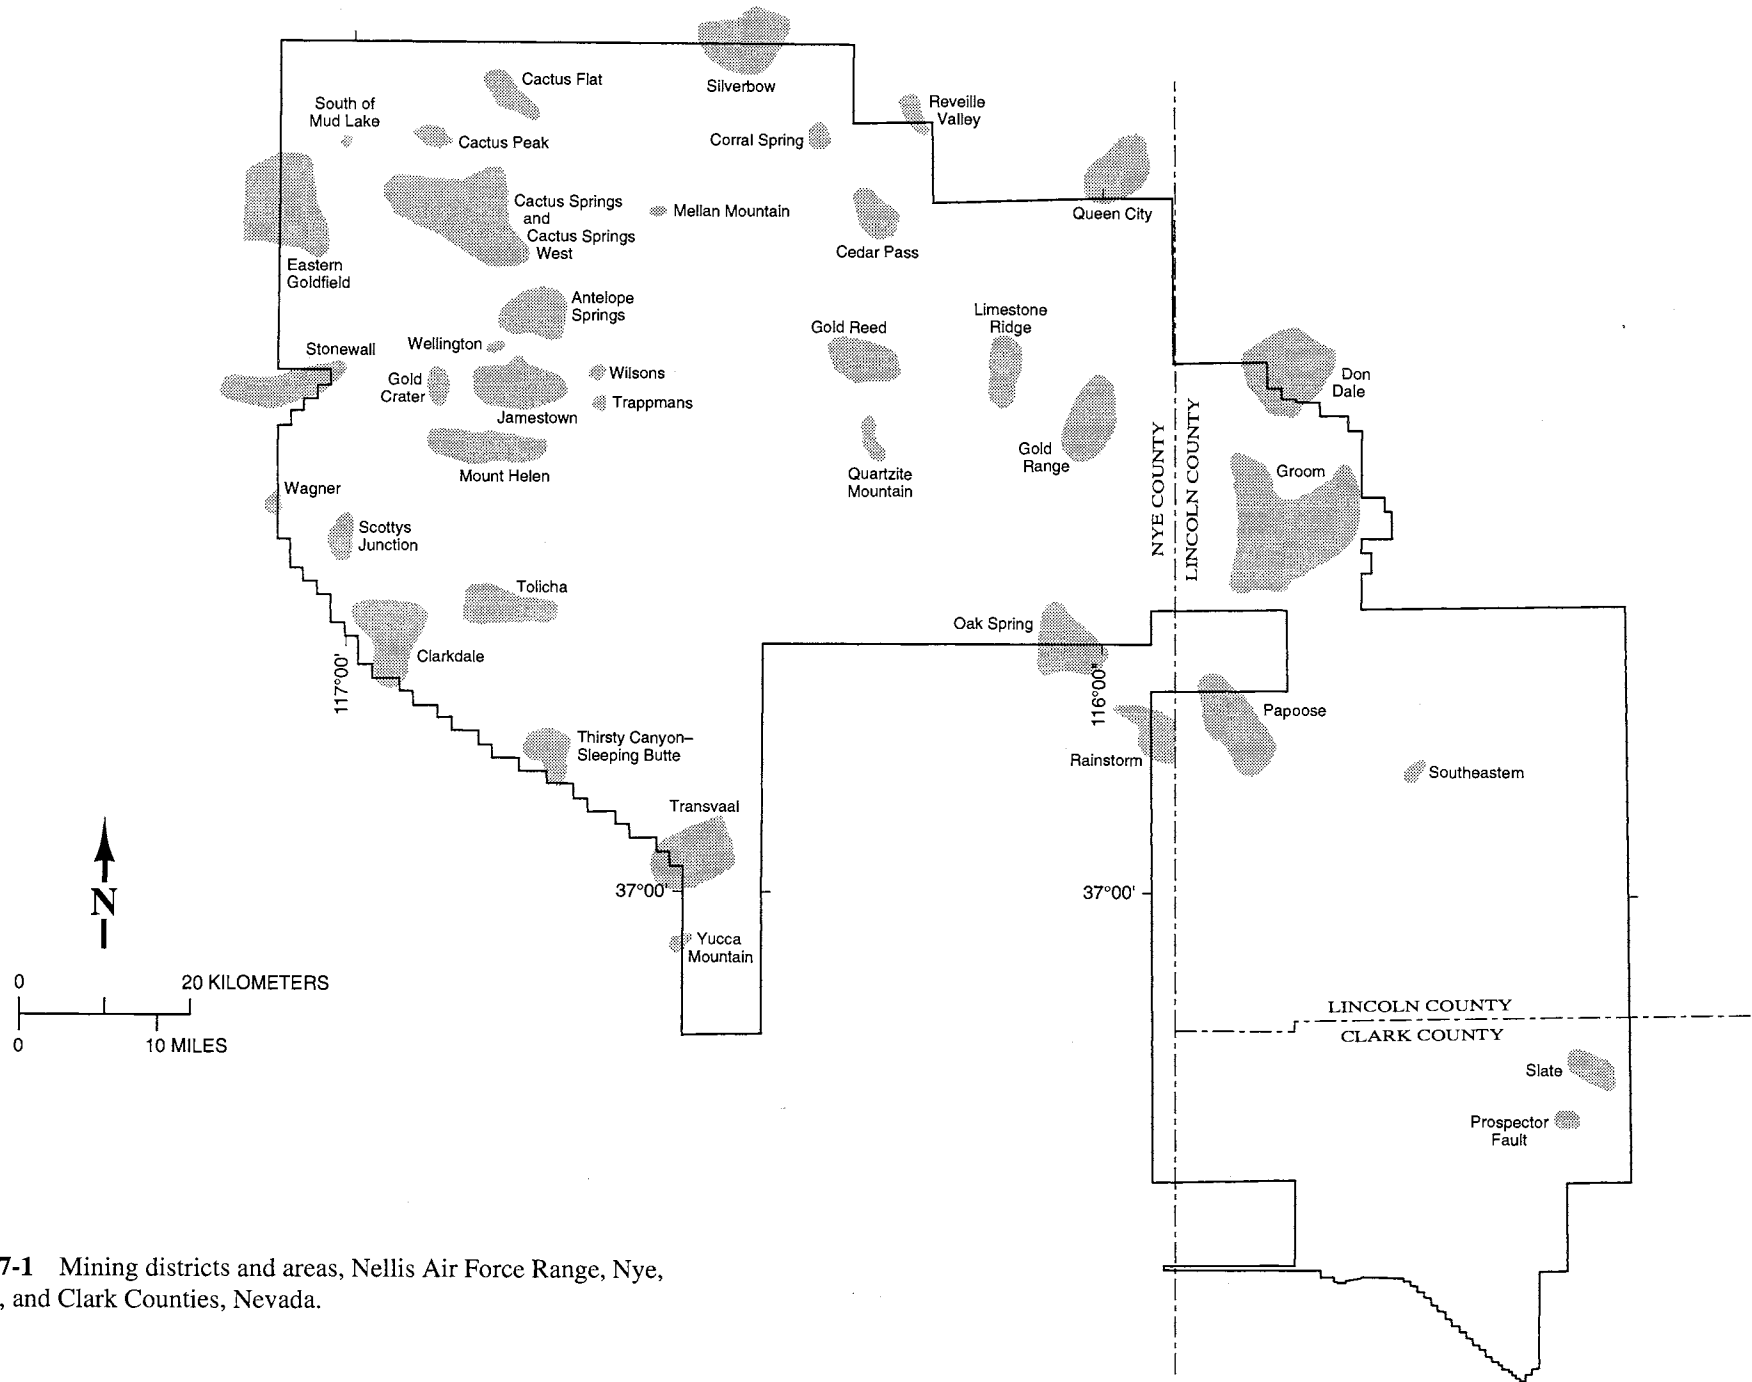 Silverbow
Cactus Flat
South of
Mud Lake
Cactus Peak
Reveille
Valley
Corral Spring
Cactus Springs
and
Cactus Springs
West
Mellan Mountain
Queen City
Cedar Pass
Eastern
Goldfield
Antelope
Springs
Wellington
Stonewall
Gold Reed
Limestone
Ridge
Gold
Crater
Wilsons
Trappmans
Jamestown
Don
Dale
Mount Helen
Quartzite
Mountain
Gold
Range
NYE COUNTY
LINCOLN COUNTY
Groom
Wagner
Scottys
Junction
Tolicha
Oak Spring
Clarkdale
117°00'
116°00"
Papoose
Rainstorm
Southeastern
Thirsty Canyon–
Sleeping Butte
Transvaal
37°00'
37°00'
N
Yucca
Mountain
0 20 KILOMETERS
0 10 MILES
LINCOLN COUNTY
CLARK COUNTY
Slate
Prospector
Fault
7-1 Mining districts and areas, Nellis Air Force Range, Nye,
, and Clark Counties, Nevada.